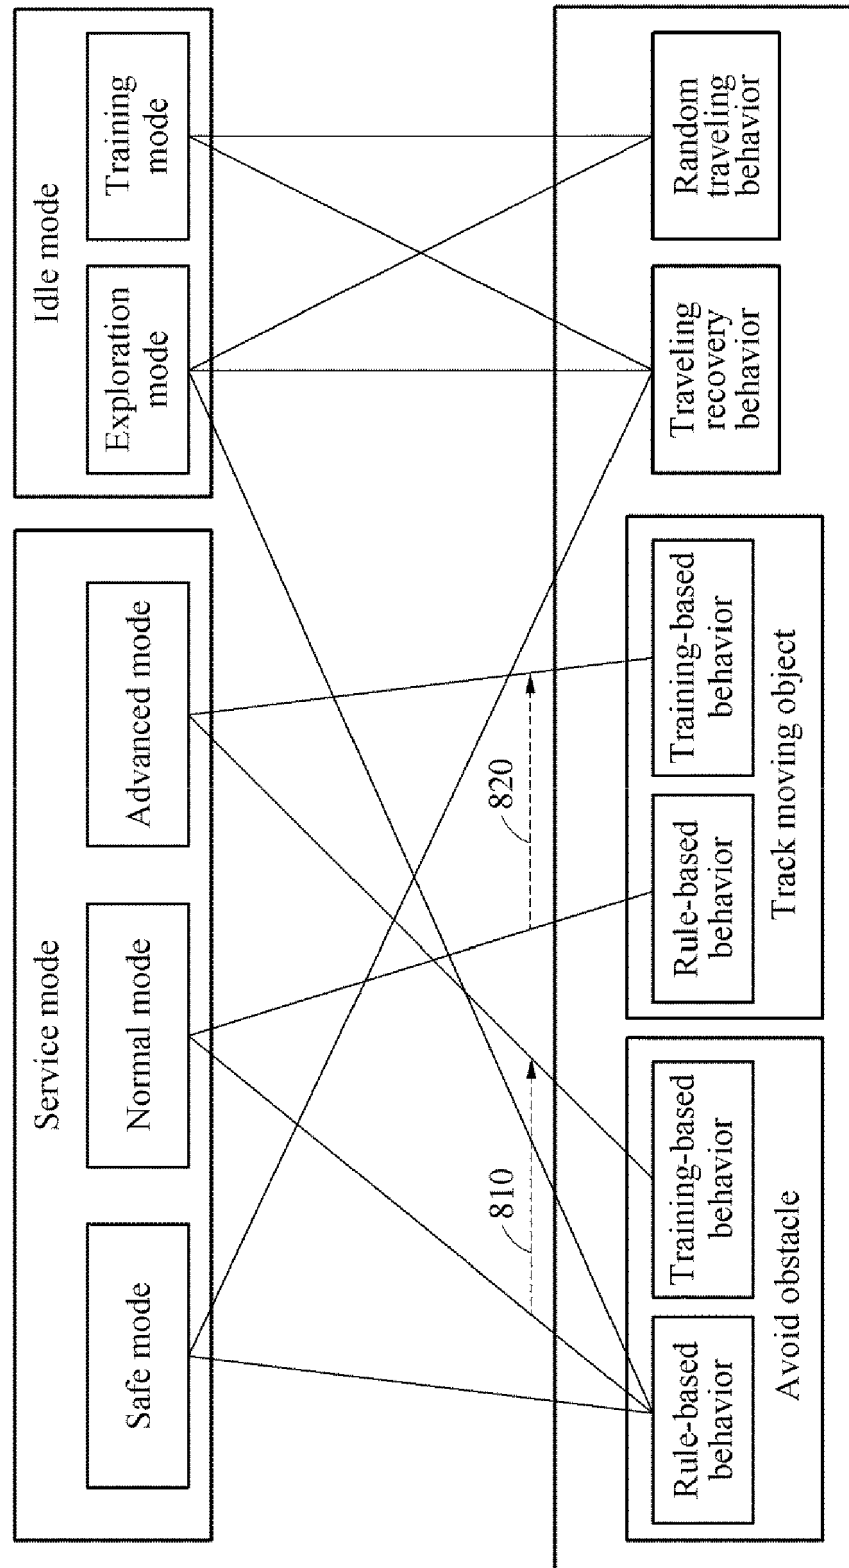 Service mode
Safe mode
Normal mode
Advanced mode
Idle mode
Exploration
mode
Training
mode
810
820
Rule-based
behavior
Training-based
behavior
Avoid obstacle
Rule-based
behavior
Training-based
behavior
Track moving object
Traveling
recovery
behavior
Random
traveling
behavior